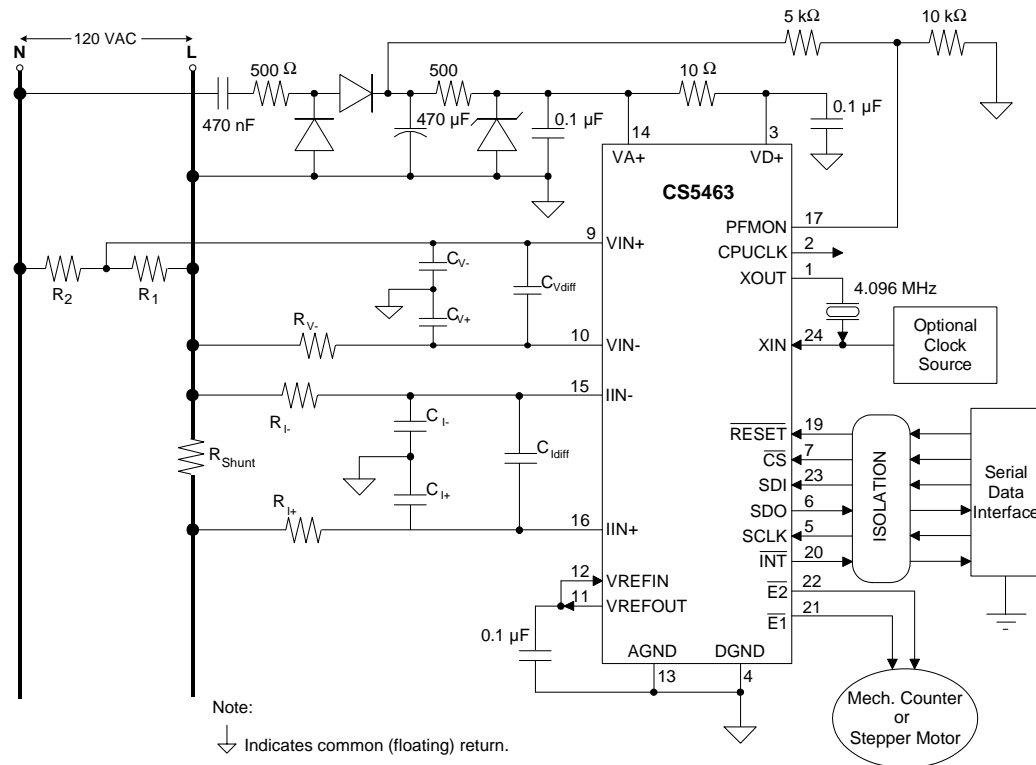 5 kΩ
10 kΩ
120 VAC
N
L
500 Ω
500
10 Ω
470 nF
470 µF
0.1 µF
0.1 µF
14
3
VA+
VD+
CS5463
9
VIN+
PFMON
17
CPUCLK
2
XOUT
1
4.096 MHz
R2
R1
CV-
CVdiff
CV+
RV-
10
VIN-
XIN
24
Optional
Clock
Source
15
IIN-
RI-
CI-
CIdiff
RShunt
CI+
RI+
16
IIN+
RESET
19
CS
7
SDI
23
SDO
6
SCLK
5
INT
20
ISOLATION
Serial
Data
Interface
12
VREFIN
11
VREFOUT
E2
22
E1
21
0.1 µF
AGND
DGND
13
4
Mech. Counter
or
Stepper Motor
Note:
Indicates common (floating) return.